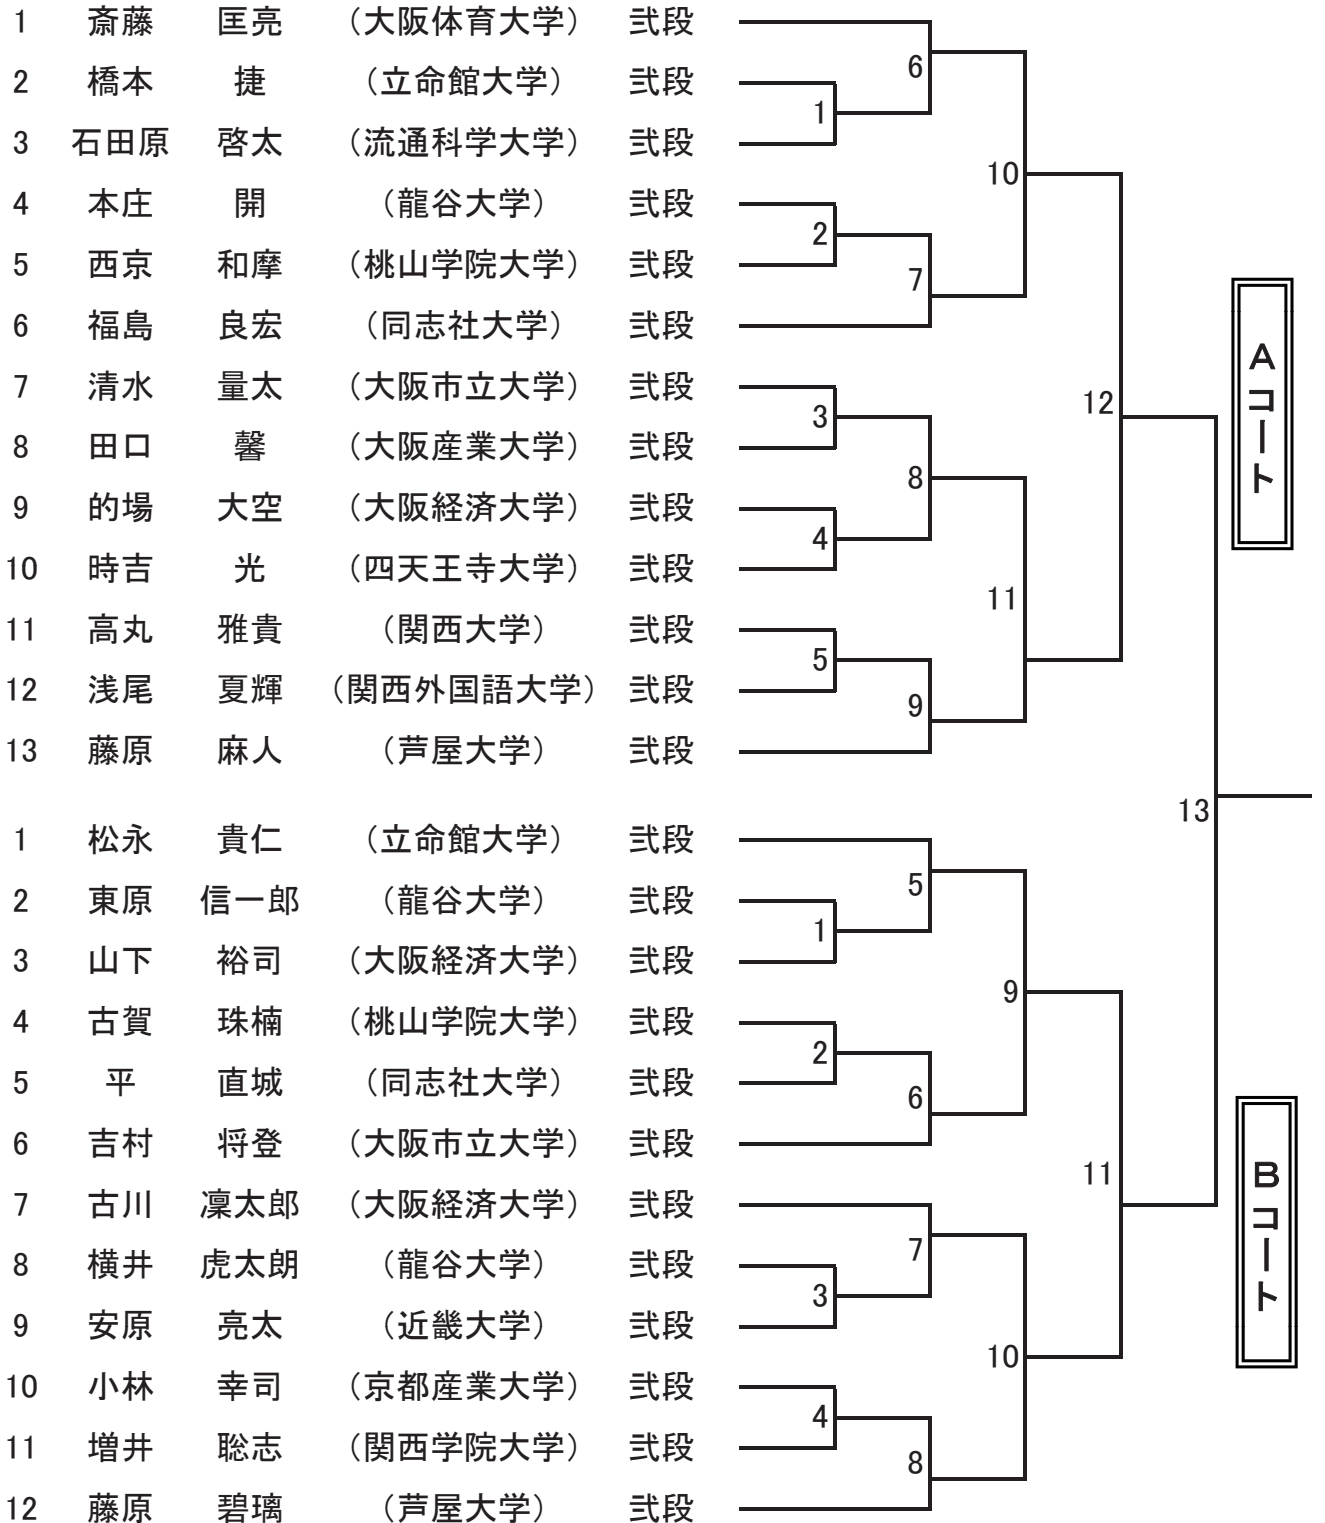 1 斎藤 匡亮 （大阪体育大学） 弐段
2 橋本 捷 （立命館大学） 弐段
3 石田原 啓太 （流通科学大学） 弐段
4 本庄 開 （龍谷大学） 弐段
5 西京 和摩 （桃山学院大学） 弐段
6 福島 良宏 （同志社大学） 弐段
7 清水 量太 （大阪市立大学） 弐段
8 田口 馨 （大阪産業大学） 弐段
9 的場 大空 （大阪経済大学） 弐段
10 時吉 光 （四天王寺大学） 弐段
11 高丸 雅貴 （関西大学） 弐段
12 浅尾 夏輝 （関西外国語大学） 弐段
13 藤原 麻人 （芦屋大学） 弐段
1
2
3
4
5
6
7
8
9
10
11
12
13
Aコート
1 松永 貴仁 （立命館大学） 弐段
2 東原 信一郎 （龍谷大学） 弐段
3 山下 裕司 （大阪経済大学） 弐段
4 古賀 珠楠 （桃山学院大学） 弐段
5 平 直城 （同志社大学） 弐段
6 吉村 将登 （大阪市立大学） 弐段
7 古川 凜太郎 （大阪経済大学） 弐段
8 横井 虎太朗 （龍谷大学） 弐段
9 安原 亮太 （近畿大学） 弐段
10 小林 幸司 （京都産業大学） 弐段
11 増井 聡志 （関西学院大学） 弐段
12 藤原 碧璃 （芦屋大学） 弐段
1
2
3
4
5
6
7
8
9
10
11
Bコート